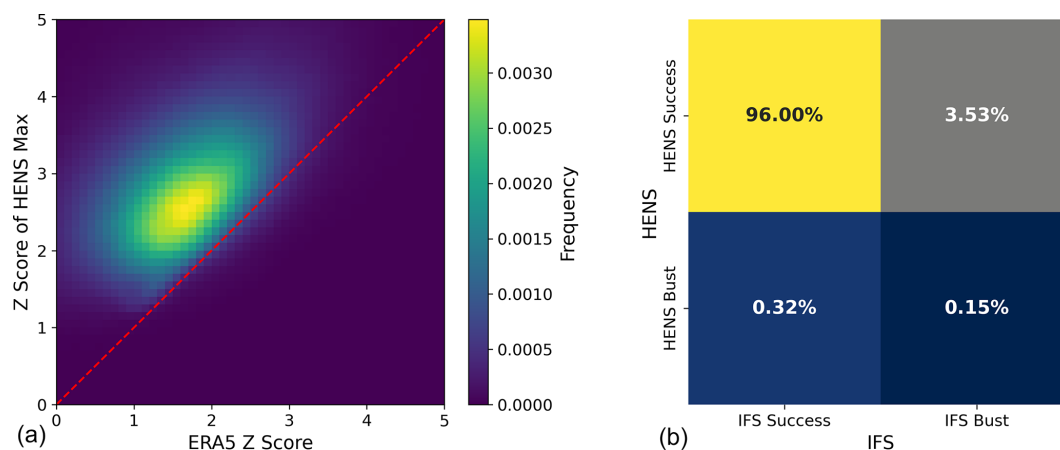 5
4
3
2
1
0
Z Score of HENS Max
0
1
2
3
4
5
ERA5 Z Score
(a)
0.0030
0.0025
0.0020
0.0015
0.0010
0.0005
0.0000
Frequency
HENS
HENS Success
HENS Bust
96.00%
3.53%
0.32%
0.15%
IFS Success
IFS Bust
IFS
(b)